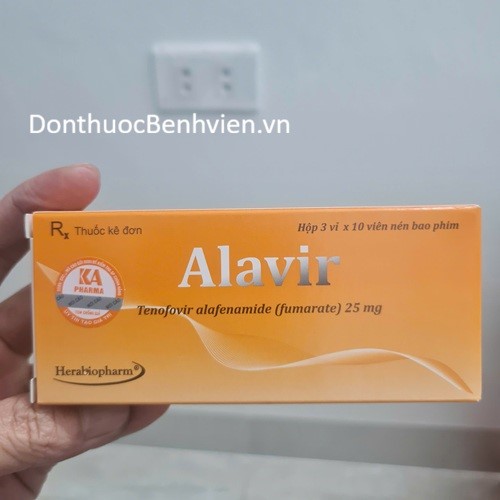 DonthuocBenhvien.vn
Rx Thuốc kê đơn
Hộp 3 vỉ x 10 viên nén bao phim
Alavir
KA
PHARMA
Tenofovir alafenamide (fumarate) 25 mg
Herabiopharm®